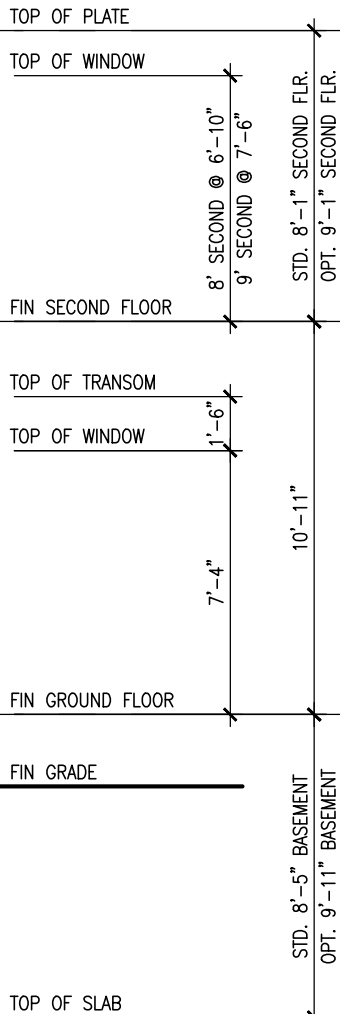 TOP OF PLATE
TOP OF WINDOW
8' SECOND @ 6'-10"
9' SECOND @ 7'-6"
STD. 8'-1" SECOND FLR.
OPT. 9'-1" SECOND FLR.
FIN SECOND FLOOR
TOP OF TRANSOM
1'-6"
TOP OF WINDOW
7'-4"
10'-11"
FIN GROUND FLOOR
FIN GRADE
STD. 8'-5" BASEMENT
OPT. 9'-11" BASEMENT
TOP OF SLAB